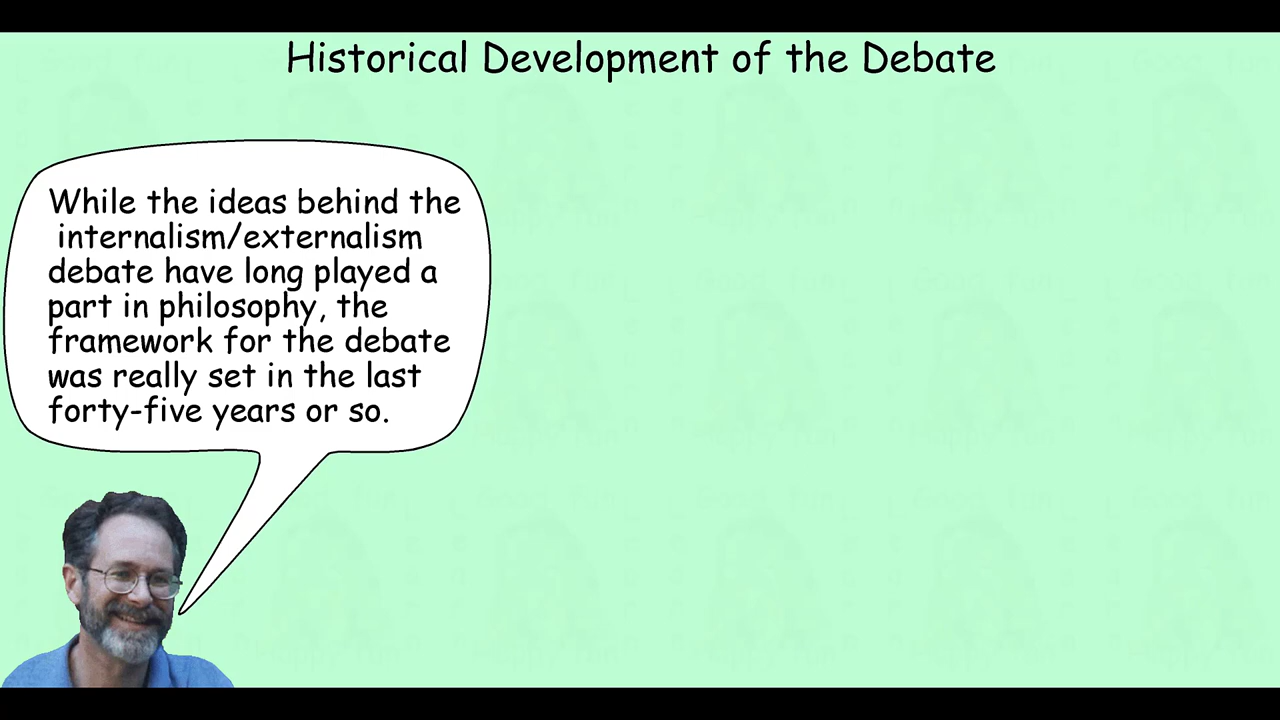 Historical Development of the Debate
While the ideas behind the
internalism/externalism
debate have long played a
part in philosophy, the
framework for the debate
was really set in the last
forty-five years or so.